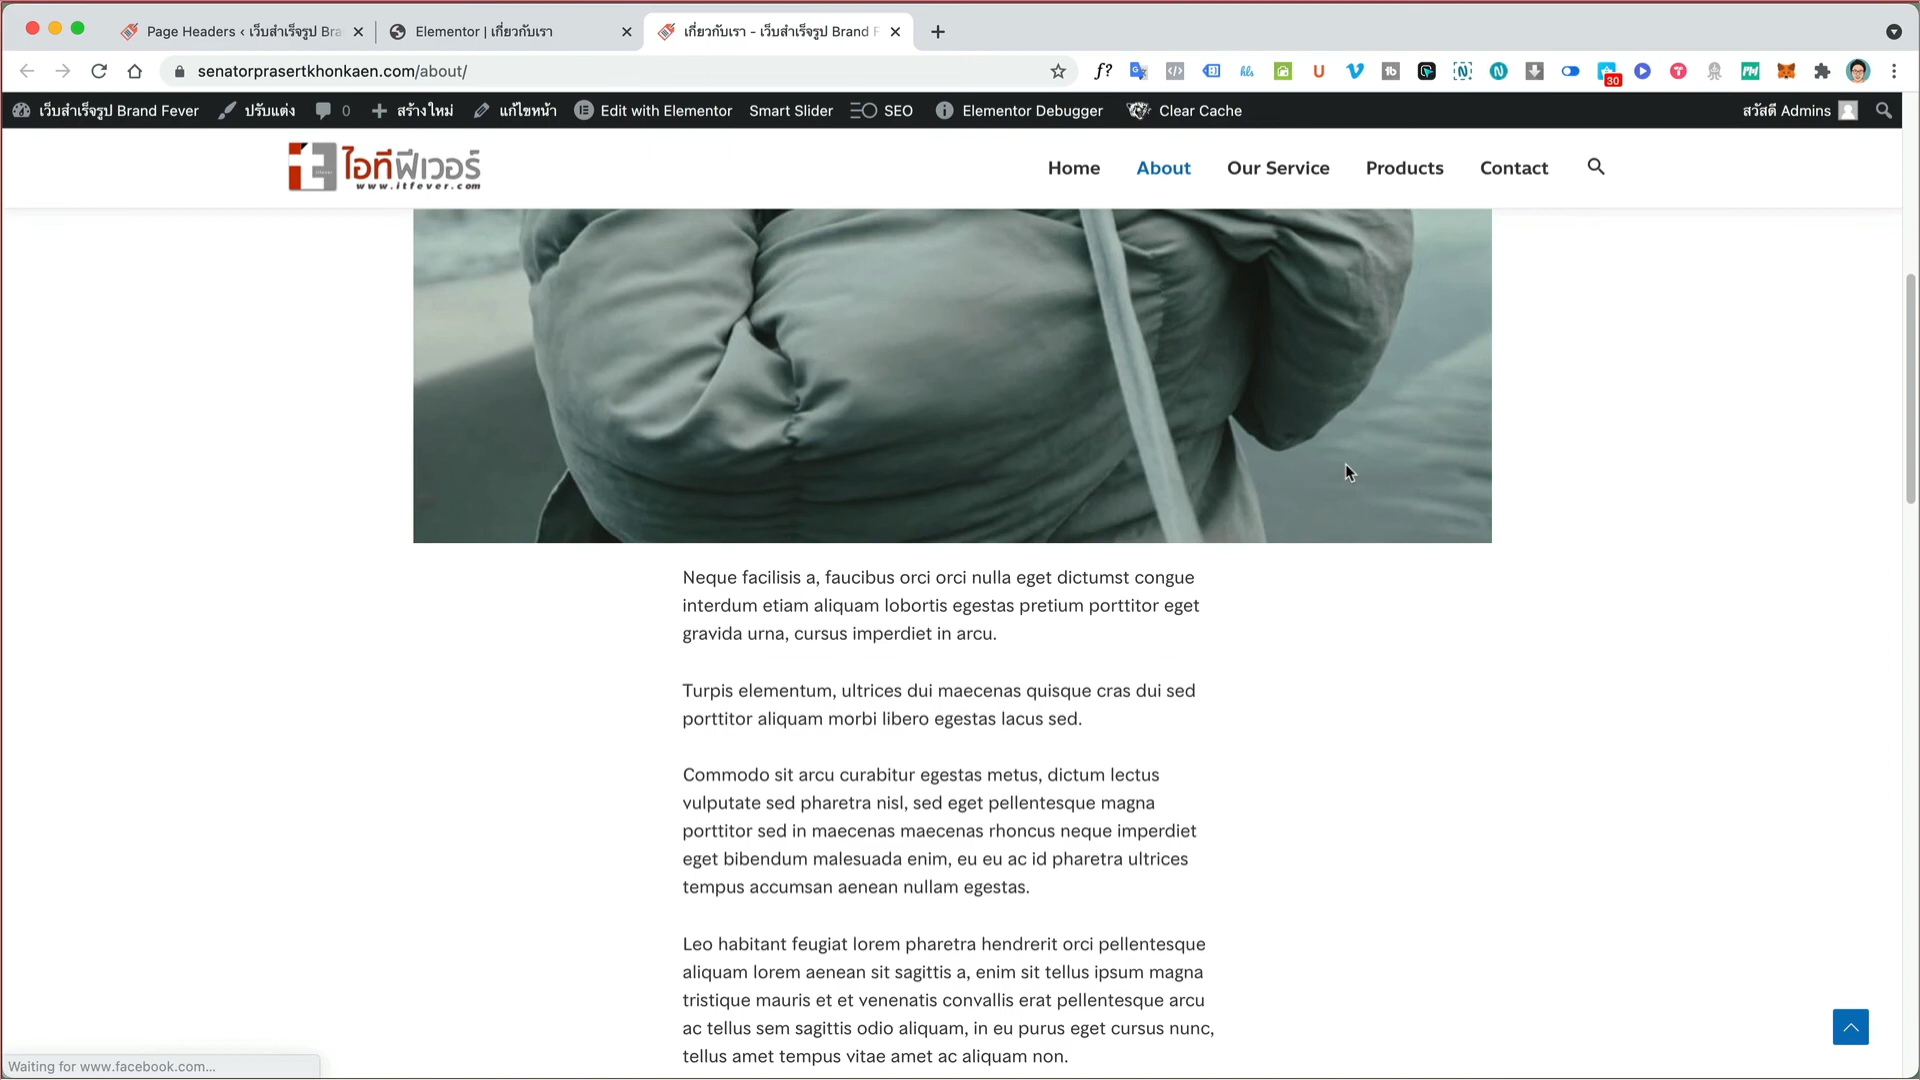 Page Headers ‹ เว็บสำเร็จรูป Bra
Elementor | เกี่ยวกับเรา
เกี่ยวกับเรา - เว็บสำเร็จรูป Brand F
senatorprasertkhonkaen.com/about/
f?
hls
30
เว็บสำเร็จรูป Brand Fever
ปรับแต่ง
0
สร้างใหม่
แก้ไขหน้า
Edit with Elementor
Smart Slider
SEO
Elementor Debugger
Clear Cache
สวัสดี Admins
ไอทีฟีเวอร์
www.itfever.com
Home
About
Our Service
Products
Contact
Neque facilisis a, faucibus orci orci nulla eget dictumst congue
interdum etiam aliquam lobortis egestas pretium porttitor eget
gravida urna, cursus imperdiet in arcu.
Turpis elementum, ultrices dui maecenas quisque cras dui sed
porttitor aliquam morbi libero egestas lacus sed.
Commodo sit arcu curabitur egestas metus, dictum lectus
vulputate sed pharetra nisl, sed eget pellentesque magna
porttitor sed in maecenas maecenas rhoncus neque imperdiet
eget bibendum malesuada enim, eu eu ac id pharetra ultrices
tempus accumsan aenean nullam egestas.
Leo habitant feugiat lorem pharetra hendrerit orci pellentesque
aliquam lorem aenean sit sagittis a, enim sit tellus ipsum magna
tristique mauris et et venenatis convallis erat pellentesque arcu
ac tellus sem sagittis odio aliquam, in eu purus eget cursus nunc,
tellus amet tempus vitae amet ac aliquam non.
Waiting for www.facebook.com...